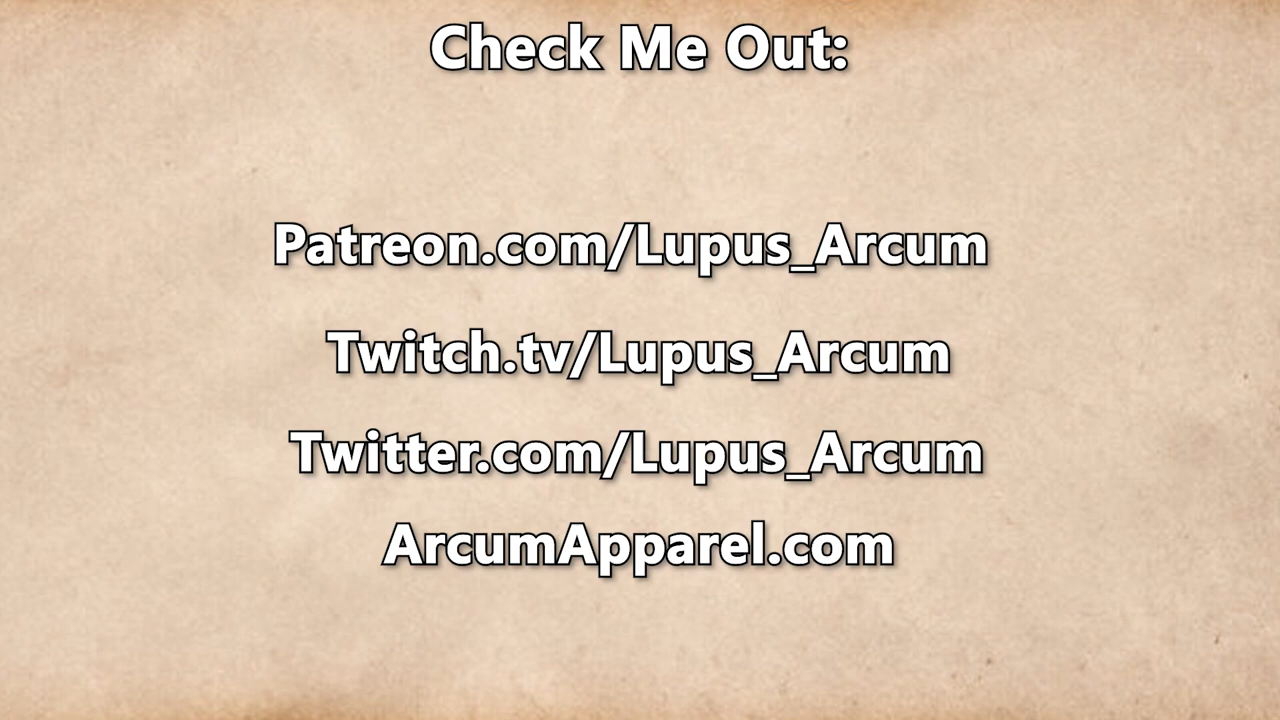 Check Me Out:
Patreon.com/Lupus_Arcum
Twitch.tv/Lupus_Arcum
Twitter.com/Lupus_Arcum
ArcumApparel.com